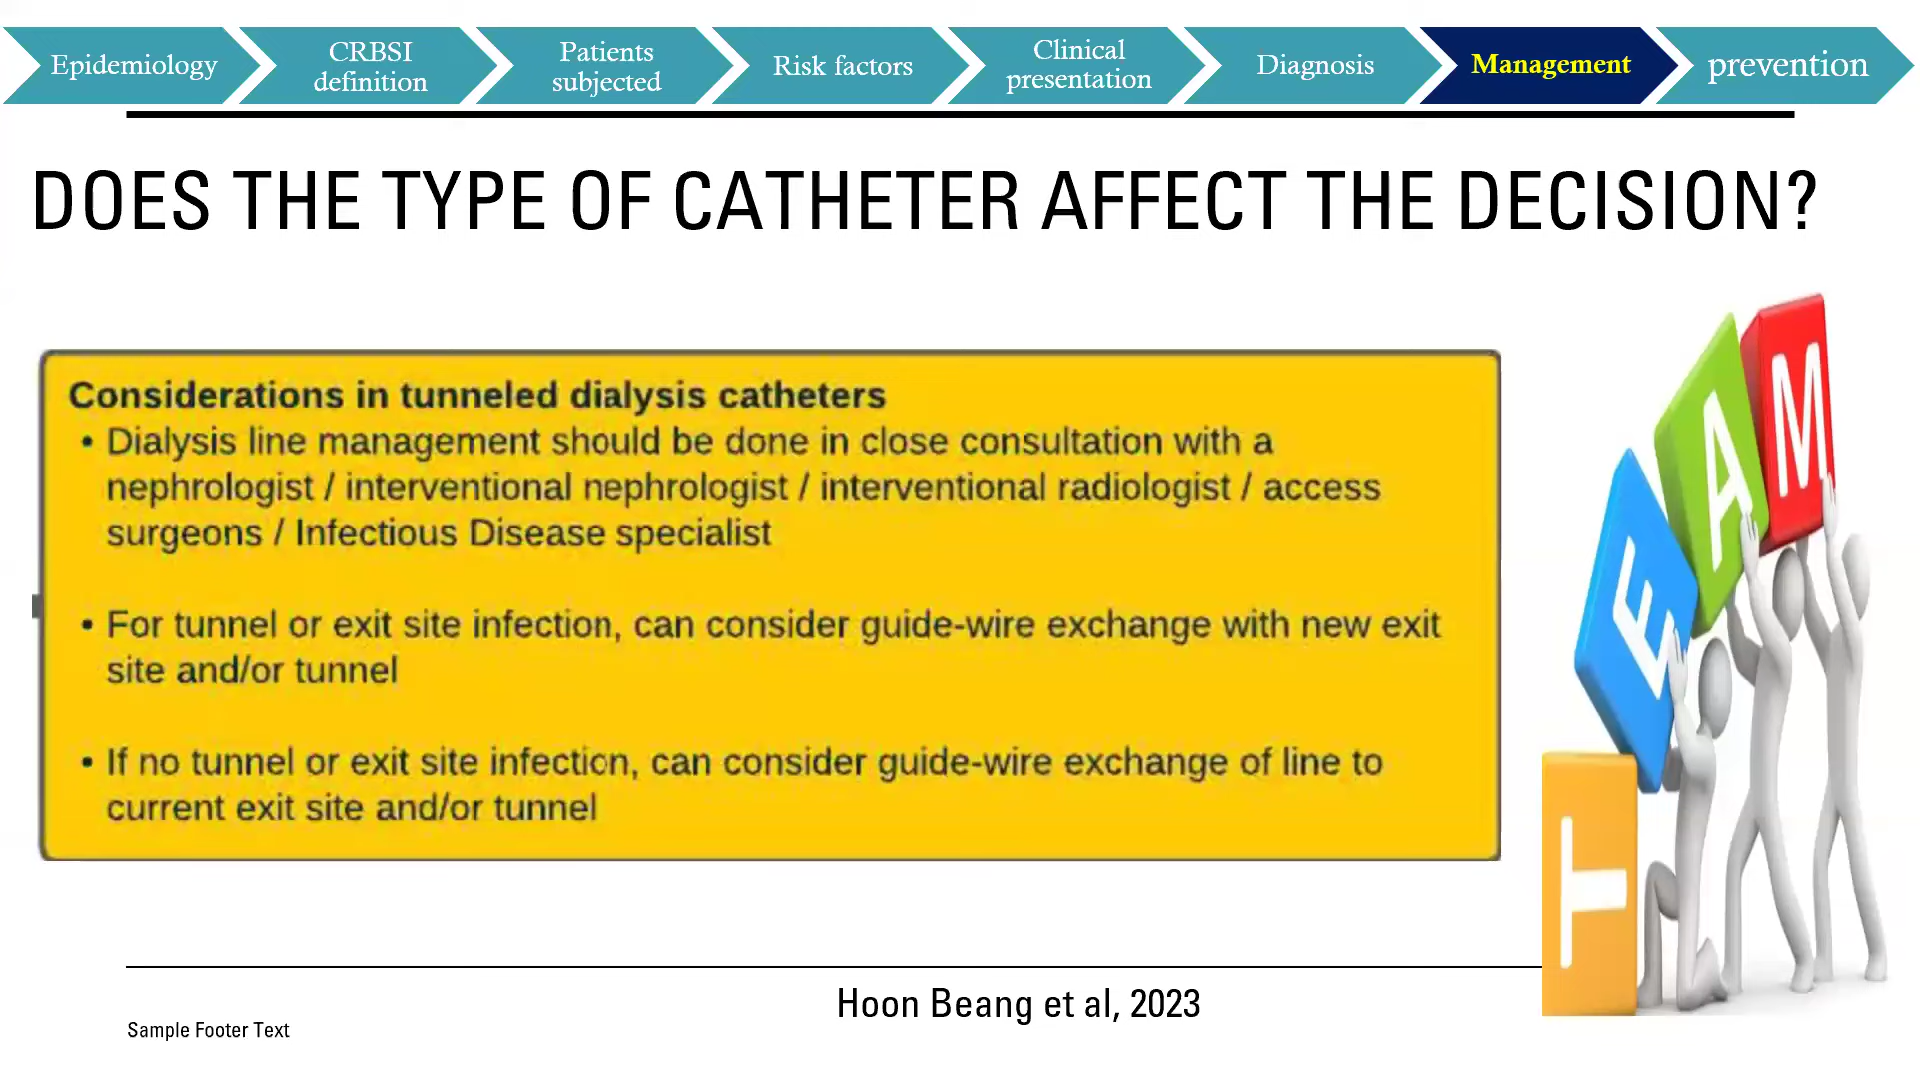 Epidemiology
CRBSI
definition
Patients
subjected
Risk factors
Clinical
presentation
Diagnosis
Management
prevention
DOES THE TYPE OF CATHETER AFFECT THE DECISION?
Considerations in tunneled dialysis catheters
• Dialysis line management should be done in close consultation with a
nephrologist / interventional nephrologist / interventional radiologist / access
surgeons / Infectious Disease specialist
• For tunnel or exit site infection, can consider guide-wire exchange with new exit
site and/or tunnel
• If no tunnel or exit site infection, can consider guide-wire exchange of line to
current exit site and/or tunnel
TEAM
Hoon Beang et al, 2023
Sample Footer Text